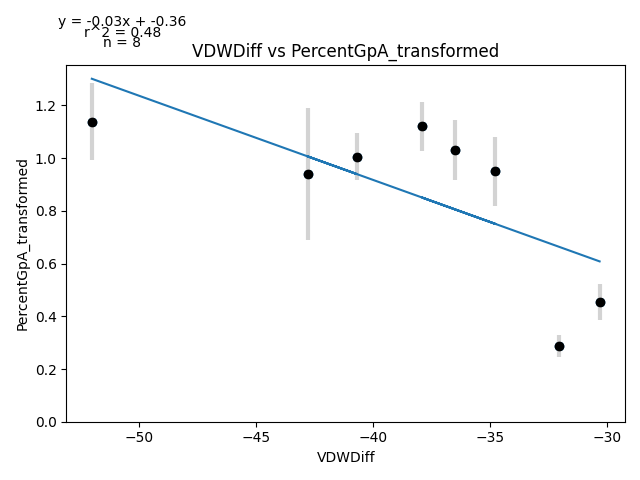 y = -0.03x + -0.36
r^2 = 0.48
n = 8
VDWDiff vs PercentGpA_transformed
1.2
1.0
0.8
0.6
0.4
0.2
0.0
PercentGpA_transformed
−50
−45
−40
−35
−30
VDWDiff